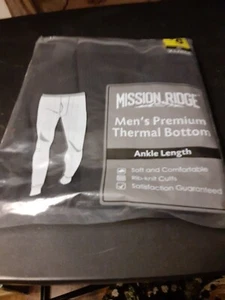 MISSION RIDGE
Men's Premium
Thermal Bottom
Ankle Length
Soft and Comfortable
Rib-knit Cuffs
Satisfaction Guaranteed